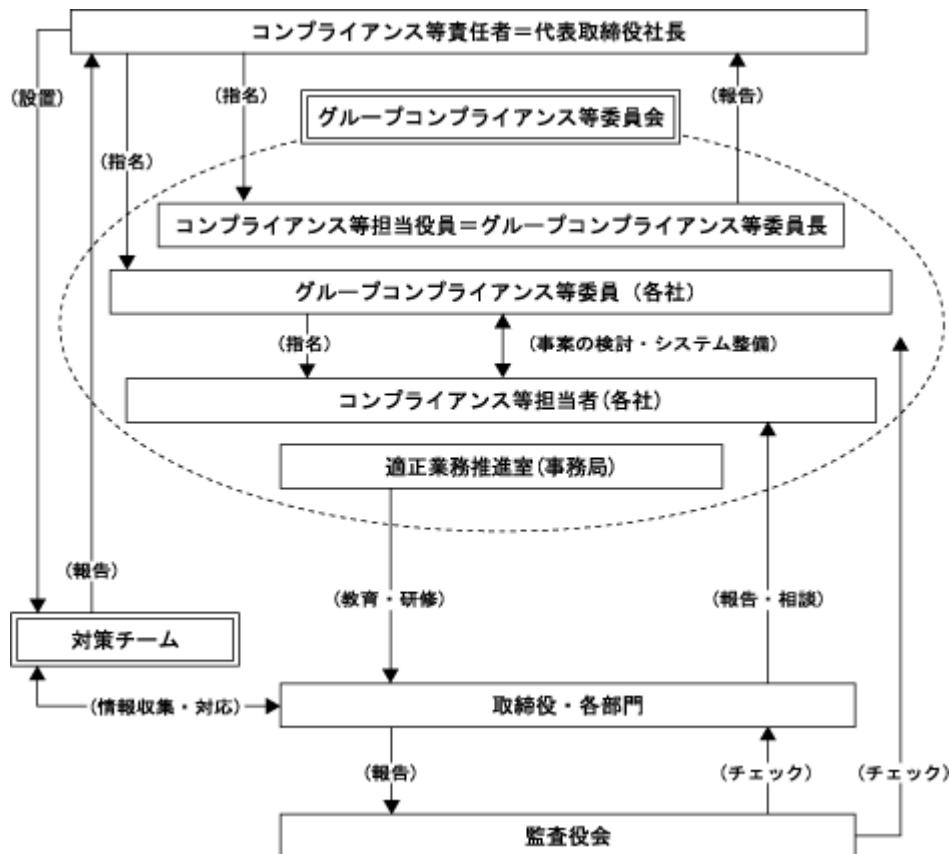 コンプライアンス等責任者＝代表取締役社長
(設置)
(指名)
(報告)
グループコンプライアンス等委員会
(指名)
コンプライアンス等担当役員＝グループコンプライアンス等委員長
グループコンプライアンス等委員（各社）
(指名)
(事案の検討・システム整備)
コンプライアンス等担当者(各社)
適正業務推進室(事務局)
(報告)
(教育・研修)
(報告・相談)
対策チーム
(情報収集・対応)
取締役・各部門
(報告)
(チェック)
(チェック)
監査役会